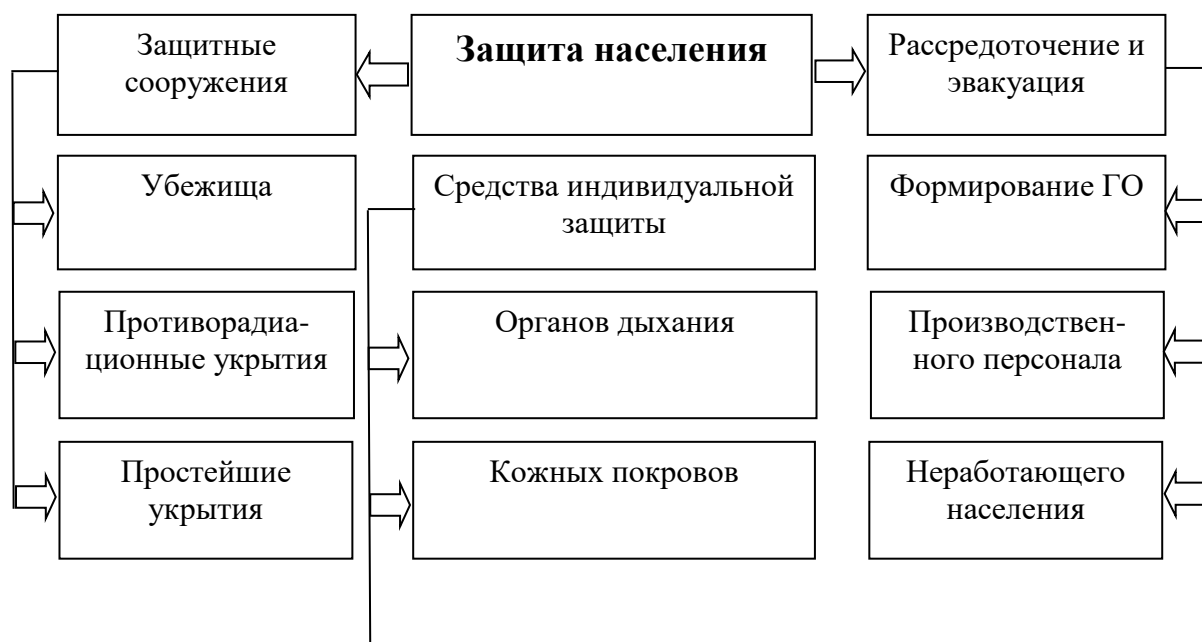 Защитные
сооружения
Защита населения
Рассредоточение и
эвакуация
Убежища
Средства индивидуальной
защиты
Формирование ГО
Противорадиа-
ционные укрытия
Органов дыхания
Производствен-
ного персонала
Простейшие
укрытия
Кожных покровов
Неработающего
населения